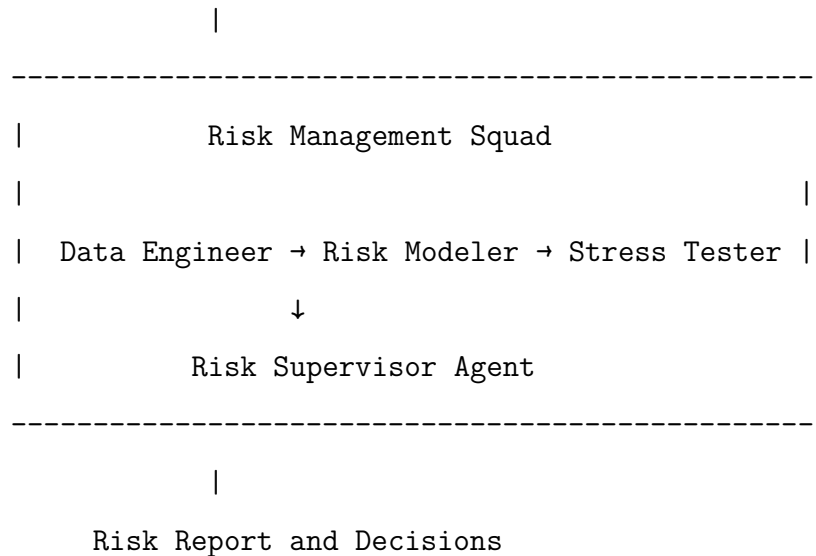 |
-------------------------------------------------
| Risk Management Squad
| |
| Data Engineer → Risk Modeler → Stress Tester |
| ↓
| Risk Supervisor Agent
-------------------------------------------------
|
Risk Report and Decisions